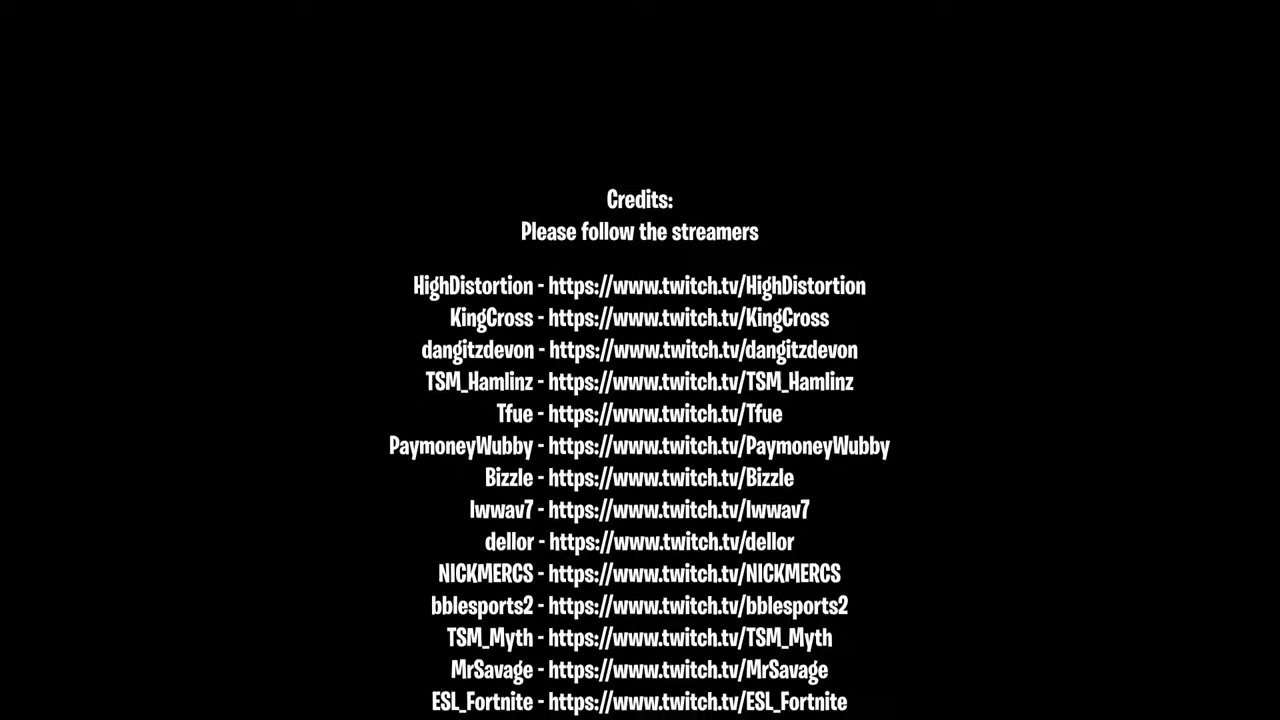 Credits:
Please follow the streamers
HighDistortion - https://www.twitch.tv/HighDistortion
KingCross - https://www.twitch.tv/KingCross
dangitzdevon - https://www.twitch.tv/dangitzdevon
TSM_Hamlinz - https://www.twitch.tv/TSM_Hamlinz
Tfue - https://www.twitch.tv/Tfue
PaymoneyWubby - https://www.twitch.tv/PaymoneyWubby
Bizzle - https://www.twitch.tv/Bizzle
lwwav7 - https://www.twitch.tv/lwwav7
dellor - https://www.twitch.tv/dellor
NICKMERCS - https://www.twitch.tv/NICKMERCS
bblesports2 - https://www.twitch.tv/bblesports2
TSM_Myth - https://www.twitch.tv/TSM_Myth
MrSavage - https://www.twitch.tv/MrSavage
ESL_Fortnite - https://www.twitch.tv/ESL_Fortnite